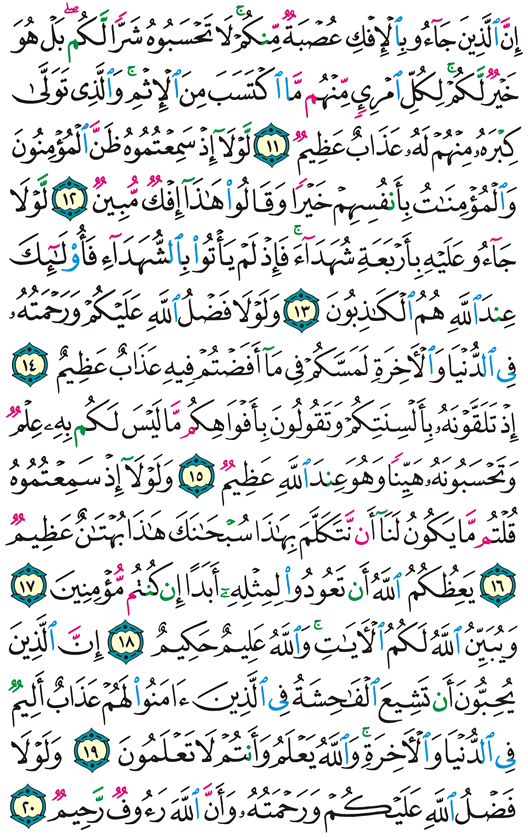 إِنَّ ٱلَّذِينَ جَآءُو بِٱلْإِفْكِ عُصْبَةٌ مِّنكُمْ ۚ لَا تَحْسَبُوهُ شَرًّا لَّكُم ۖ بَلْ هُوَ
خَيْرٌ لَّكُمْ ۚ لِكُلِّ ٱمْرِئٍ مِّنْهُم مَّا ٱكْتَسَبَ مِنَ ٱلْإِثْمِ ۚ وَٱلَّذِى تَوَلَّىٰ
كِبْرَهُۥ مِنْهُمْ لَهُۥ عَذَابٌ عَظِيمٌ ١١ لَّوْلَآ إِذْ سَمِعْتُمُوهُ ظَنَّ ٱلْمُؤْمِنُونَ
وَٱلْمُؤْمِنَٰتُ بِأَنفُسِهِمْ خَيْرًا وَقَالُوا۟ هَٰذَآ إِفْكٌ مُّبِينٌ ١٢ لَّوْلَا
جَآءُو عَلَيْهِ بِأَرْبَعَةِ شُهَدَآءَ ۚ فَإِذْ لَمْ يَأْتُوا۟ بِٱلشُّهَدَآءِ فَأُو۟لَٰٓئِكَ
عِندَ ٱللَّهِ هُمُ ٱلْكَٰذِبُونَ ١٣ وَلَوْلَا فَضْلُ ٱللَّهِ عَلَيْكُمْ وَرَحْمَتُهُۥ
فِى ٱلدُّنْيَا وَٱلْءَاخِرَةِ لَمَسَّكُمْ فِى مَآ أَفَضْتُمْ فِيهِ عَذَابٌ عَظِيمٌ ١٤
إِذْ تَلَقَّوْنَهُۥ بِأَلْسِنَتِكُمْ وَتَقُولُونَ بِأَفْوَاهِكُم مَّا لَيْسَ لَكُم بِهِۦ عِلْمٌ
وَتَحْسَبُونَهُۥ هَيِّنًا وَهُوَ عِندَ ٱللَّهِ عَظِيمٌ ١٥ وَلَوْلَآ إِذْ سَمِعْتُمُوهُ
قُلْتُم مَّا يَكُونُ لَنَآ أَن نَّتَكَلَّمَ بِهَٰذَا سُبْحَٰنَكَ هَٰذَا بُهْتَٰنٌ عَظِيمٌ
١٦ يَعِظُكُمُ ٱللَّهُ أَن تَعُودُوا۟ لِمِثْلِهِۦٓ أَبَدًا إِن كُنتُم مُّؤْمِنِينَ ١٧
وَيُبَيِّنُ ٱللَّهُ لَكُمُ ٱلْءَايَٰتِ ۚ وَٱللَّهُ عَلِيمٌ حَكِيمٌ ١٨ إِنَّ ٱلَّذِينَ
يُحِبُّونَ أَن تَشِيعَ ٱلْفَٰحِشَةُ فِى ٱلَّذِينَ ءَامَنُوا۟ لَهُمْ عَذَابٌ أَلِيمٌ
فِى ٱلدُّنْيَا وَٱلْءَاخِرَةِ ۚ وَٱللَّهُ يَعْلَمُ وَأَنتُمْ لَا تَعْلَمُونَ ١٩ وَلَوْلَا
فَضْلُ ٱللَّهِ عَلَيْكُمْ وَرَحْمَتُهُۥ وَأَنَّ ٱللَّهَ رَءُوفٌ رَّحِيمٌ ٢٠